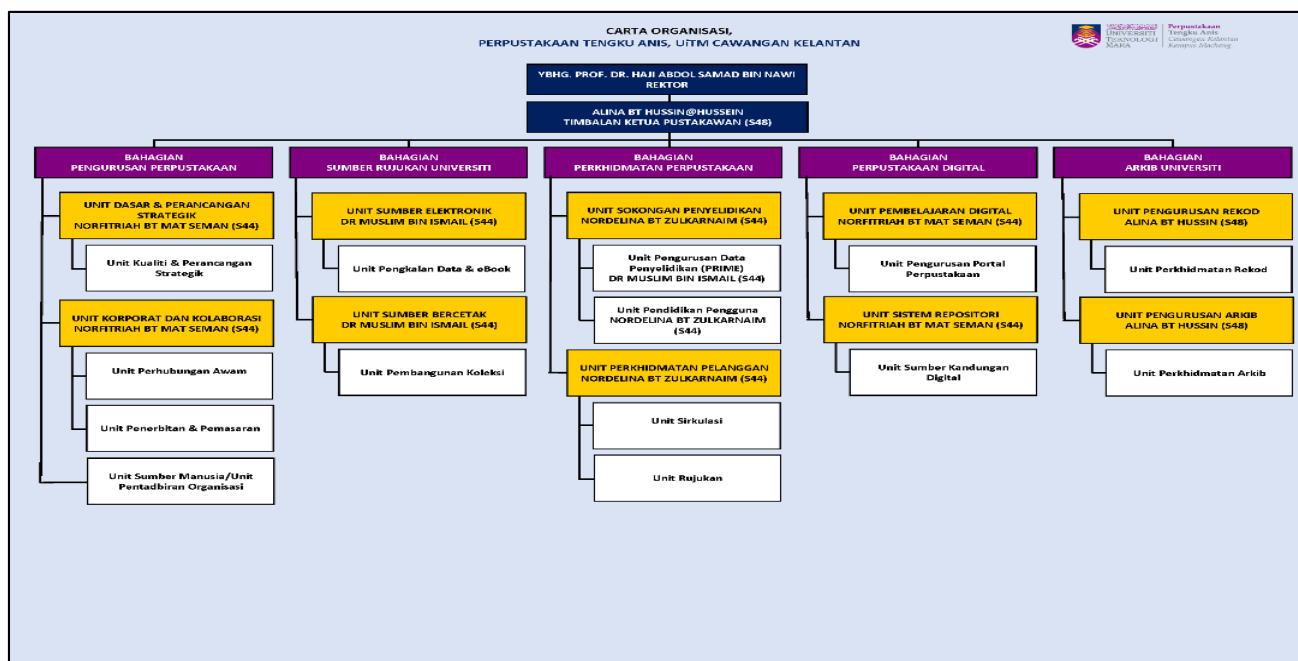 CARTA ORGANISASI,
PERPUSTAKAAN TENGKU ANIS, UiTM CAWANGAN KELANTAN
UNIVERSITI
TEKNOLOGI
MARA
Perpustakaan
Tengku Anis
Cawangan Kelantan
Kampus Machang
YBHG. PROF. DR. HAJI ABDOL SAMAD BIN NAWI
REKTOR
ALINA BT HUSSIN@HUSSEIN
TIMBALAN KETUA PUSTAKAWAN (S48)
BAHAGIAN
PENGURUSAN PERPUSTAKAAN
UNIT DASAR & PERANCANGAN
STRATEGIK
NORFITRIAH BT MAT SEMAN (S44)
Unit Kualiti & Perancangan
Strategik
UNIT KORPORAT DAN KOLABORASI
NORFITRIAH BT MAT SEMAN (S44)
Unit Perhubungan Awam
Unit Penerbitan & Pemasaran
Unit Sumber Manusia/Unit
Pentadbiran Organisasi
BAHAGIAN
SUMBER RUJUKAN UNIVERSITI
UNIT SUMBER ELEKTRONIK
DR MUSLIM BIN ISMAIL (S44)
Unit Pengkalan Data & eBook
UNIT SUMBER BERCETAK
DR MUSLIM BIN ISMAIL (S44)
Unit Pembangunan Koleksi
BAHAGIAN
PERKHIDMATAN PERPUSTAKAAN
UNIT SOKONGAN PENYELIDIKAN
NORDELINA BT ZULKARNAIM (S44)
Unit Pengurusan Data
Penyelidikan (PRIME)
DR MUSLIM BIN ISMAIL (S44)
Unit Pendidikan Pengguna
NORDELINA BT ZULKARNAIM
(S44)
UNIT PERKHIDMATAN PELANGGAN
NORDELINA BT ZULKARNAIM (S44)
Unit Sirkulasi
Unit Rujukan
BAHAGIAN
PERPUSTAKAAN DIGITAL
UNIT PEMBELAJARAN DIGITAL
NORFITRIAH BT MAT SEMAN (S44)
Unit Pengurusan Portal
Perpustakaan
UNIT SISTEM REPOSITORI
NORFITRIAH BT MAT SEMAN (S44)
Unit Sumber Kandungan
Digital
BAHAGIAN
ARKIB UNIVERSITI
UNIT PENGURUSAN REKOD
ALINA BT HUSSIN (S48)
Unit Perkhidmatan Rekod
UNIT PENGURUSAN ARKIB
ALINA BT HUSSIN (S48)
Unit Perkhidmatan Arkib